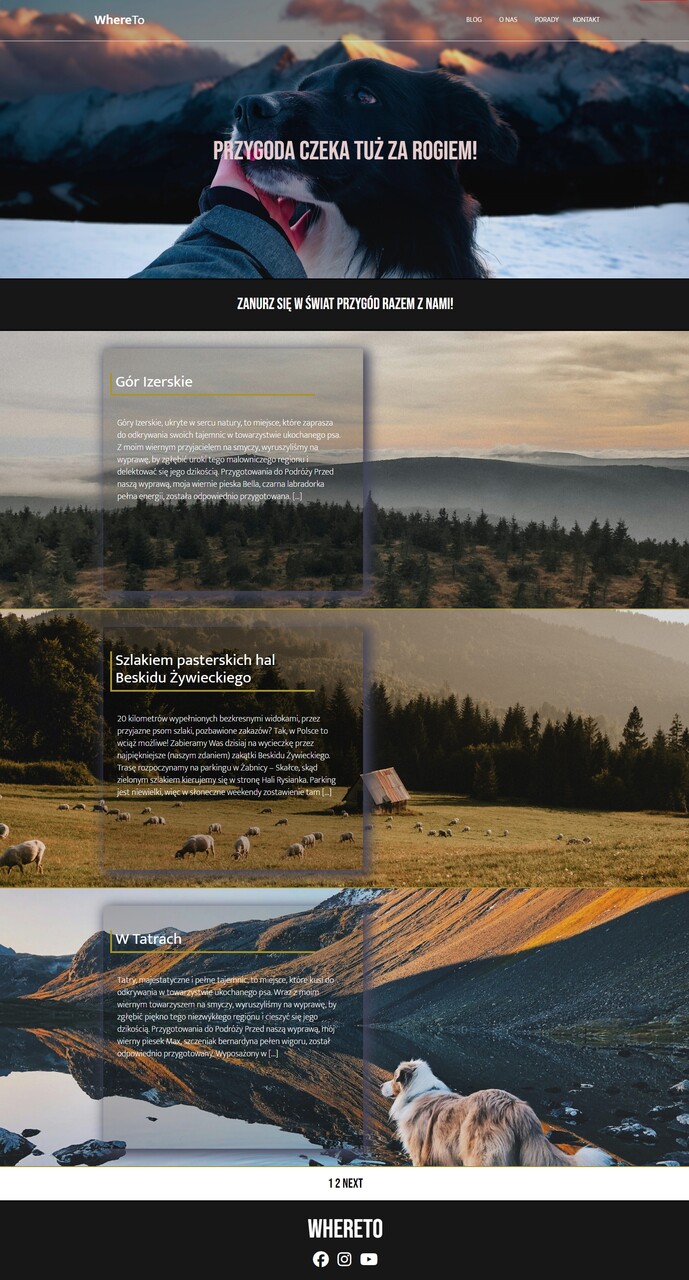 WhereTo
BLOG O NAS PORADY KONTAKT
PRZYGODA CZEKA TUŻ ZA ROGIEM!
ZANURZ SIĘ W ŚWIAT PRZYGÓD RAZEM Z NAMI!
Gór Izerskie
Góry Izerskie, ukryte w sercu natury, to miejsce, które zaprasza
do odkrywania swoich tajemnic w towarzystwie ukochanego psa.
Z moim wiernym przyjacielem na smyczy, wyruszyliśmy na
wyprawę, by zgłębić uroki tego malowniczego regionu i
delektować się jego dzikością. Przygotowania do Podróży Przed
naszą wyprawą, moja wiernie pieska Bella, czarna labradorka
pełna energii, została odpowiednio przygotowana. [...]
Szlakiem pasterskich hal
Beskidu Żywieckiego
20 kilometrów wypełnionych bezkresnymi widokami, przez
przyjazne psom szlaki, pozbawione zakazów? Tak, w Polsce to
wciąż możliwe! Zabieramy Was dzisiaj na wycieczkę przez
najpiękniejsze (naszym zdaniem) zakątki Beskidu Żywieckiego.
Trasę rozpoczynamy na parkingu w Żabnicy – Skałce, skąd
zielonym szlakiem kierujemy się w stronę Hali Rysianka. Parking
jest niewielki, więc w słoneczne weekendy zostawienie tam [...]
W Tatrach
Tatry, majestatyczne i pełne tajemnic, to miejsce, które kusi do
odkrywania w towarzystwie ukochanego psa. Wraz z moim
wiernym towarzyszem na smyczy, wyruszyliśmy na wyprawę, by
zgłębić piękno tego niezwykłego regionu i cieszyć się jego
dzikością. Przygotowania do Podróży Przed naszą wyprawą, mój
wierny piesek Max, szczeniak bernardyna pełen wigoru, został
odpowiednio przygotowany. Wyposażony w [...]
1 2 NEXT
WHERETO